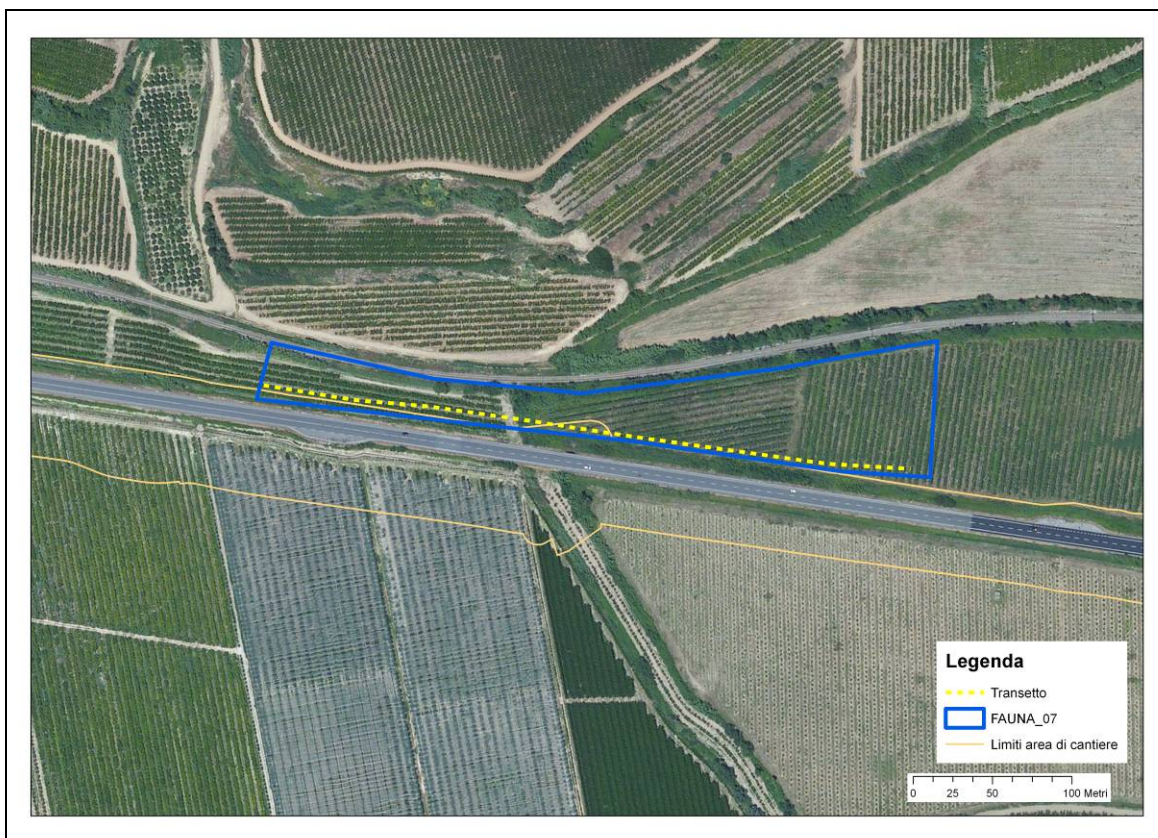 Legenda
Transetto
FAUNA_07
Limiti area di cantiere
0 25 50 100 Metri